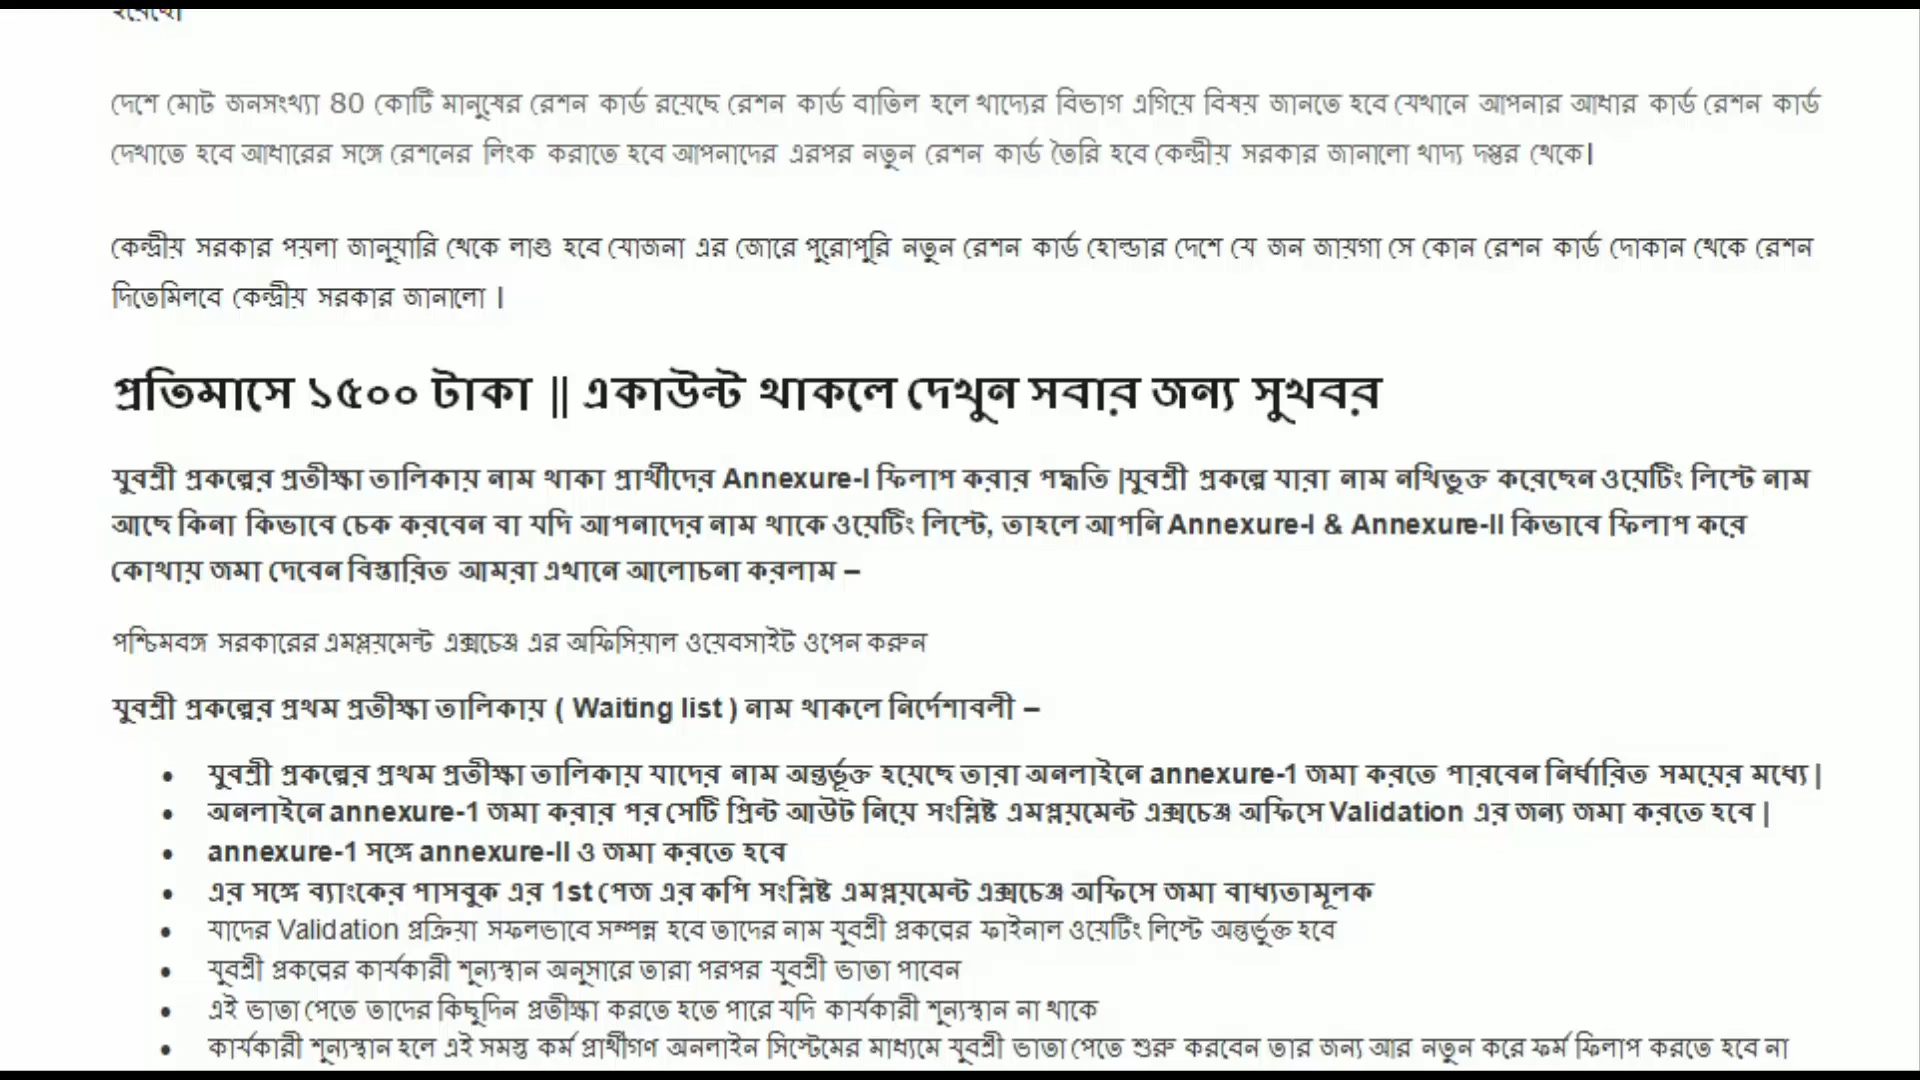 দেশে মোট জনসংখ্যা 80 কোটি মানুষের রেশন কার্ড রয়েছে রেশন কার্ড বাতিল হলে খাদ্যের বিভাগ এগিয়ে বিষয় জানতে হবে যেখানে আপনার আধার কার্ড রেশন কার্ড
দেখাতে হবে আধারের সঙ্গে রেশনের লিংক করাতে হবে আপনাদের এরপর নতুন রেশন কার্ড তৈরি হবে কেন্দ্রীয় সরকার জানালো খাদ্য দপ্তর থেকে।
কেন্দ্রীয় সরকার পয়লা জানুয়ারি থেকে লাগু হবে যোজনা এর জোরে পুরোপুরি নতুন রেশন কার্ড হোল্ডার দেশে যে জন জায়গা সে কোন রেশন কার্ড দোকান থেকে রেশন
দিতেমিলবে কেন্দ্রীয় সরকার জানালো |
প্রতিমাসে ১৫০০ টাকা || একাউন্ট থাকলে দেখুন সবার জন্য সুখবর
যুবশ্রী প্রকল্পের প্রতীক্ষা তালিকায় নাম থাকা প্রার্থীদের Annexure-I ফিলাপ করার পদ্ধতি |যুবশ্রী প্রকল্পে যারা নাম নথিভুক্ত করেছেন ওয়েটিং লিস্টে নাম
আছে কিনা কিভাবে চেক করবেন বা যদি আপনাদের নাম থাকে ওয়েটিং লিস্টে, তাহলে আপনি Annexure-I & Annexure-II কিভাবে ফিলাপ করে
কোথায় জমা দেবেন বিস্তারিত আমরা এখানে আলোচনা করলাম –
পশ্চিমবঙ্গ সরকারের এমপ্লয়মেন্ট এক্সচেঞ্জ এর অফিসিয়াল ওয়েবসাইট ওপেন করুন
যুবশ্রী প্রকল্পের প্রথম প্রতীক্ষা তালিকায় ( Waiting list ) নাম থাকলে নির্দেশাবলী –
• যুবশ্রী প্রকল্পের প্রথম প্রতীক্ষা তালিকায় যাদের নাম অন্তর্ভূক্ত হয়েছে তারা অনলাইনে annexure-1 জমা করতে পারবেন নির্ধারিত সময়ের মধ্যে |
• অনলাইনে annexure-1 জমা করার পর সেটি প্রিন্ট আউট নিয়ে সংশ্লিষ্ট এমপ্লয়মেন্ট এক্সচেঞ্জ অফিসে Validation এর জন্য জমা করতে হবে |
• annexure-1 সঙ্গে annexure-II ও জমা করতে হবে
• এর সঙ্গে ব্যাংকের পাসবুক এর 1st পেজ এর কপি সংশ্লিষ্ট এমপ্লয়মেন্ট এক্সচেঞ্জ অফিসে জমা বাধ্যতামূলক
• যাদের Validation প্রক্রিয়া সফলভাবে সম্পন্ন হবে তাদের নাম যুবশ্রী প্রকল্পের ফাইনাল ওয়েটিং লিস্টে অন্তর্ভুক্ত হবে
• যুবশ্রী প্রকল্পের কার্যকারী শূন্যস্থান অনুসারে তারা পরপর যুবশ্রী ভাতা পাবেন
• এই ভাতা পেতে তাদের কিছুদিন প্রতীক্ষা করতে হতে পারে যদি কার্যকারী শূন্যস্থান না থাকে
• কার্যকারী শূন্যস্থান হলে এই সমস্ত কর্ম প্রার্থীগণ অনলাইন সিস্টেমের মাধ্যমে যুবশ্রী ভাতা পেতে শুরু করবেন তার জন্য আর নতুন করে ফর্ম ফিলাপ করতে হবে না